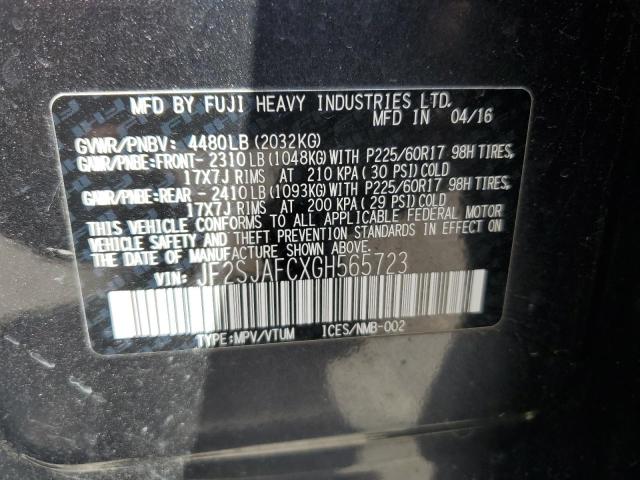 MFD BY FUJI HEAVY INDUSTRIES LTD.
MFD IN 04/16
GVWR/PNBV: 4480LB(2032KG)
GAWR/PNBE:FRONT-2310LB(1048KG)WITH P225/60R17 98H TIRES,
17X7J RIMS AT 210 KPA(30 PSI)COLD
GAWR/PNBE:REAR -2410LB(1093KG)WITH P225/60R17 98H TIRES,
17X7J RIMS AT 200 KPA(29 PSI)COLD
THIS VEHICLE CONFORMS TO ALL APPLICABLE FEDERAL MOTOR
VEHICLE SAFETY AND THEFT PREVENTION STANDARDS IN EFFECT ON
THE DATE OF MANUFACTURE SHOWN ABOVE.
VIN: JF2SJAFCXGH565723
TYPE:MPV/VTUM ICES/NMB-002